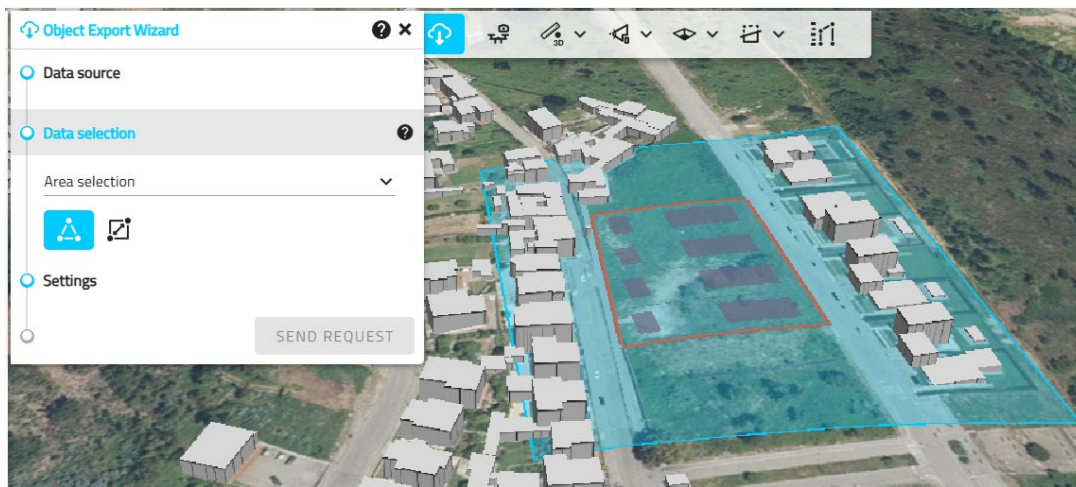 Object Export Wizard
Data source
Data selection
Area selection
Settings
SEND REQUEST
3D